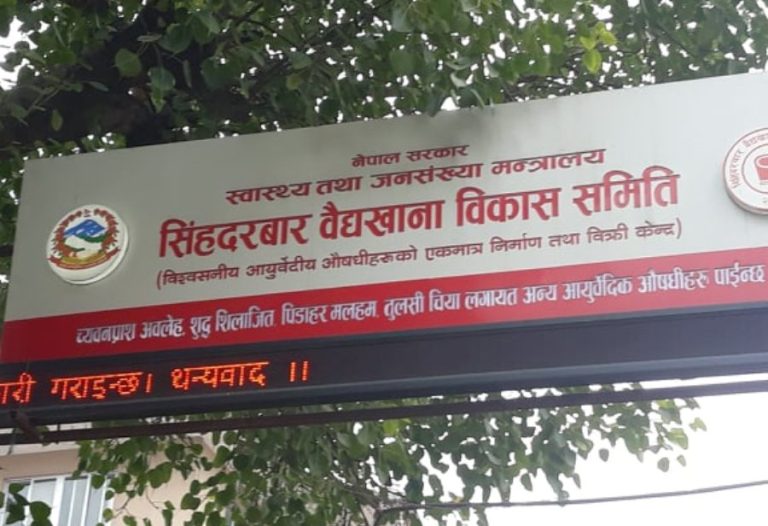 नेपाल सरकार
स्वास्थ्य तथा जनसंख्या मन्त्रालय
सिंहदरबार वैद्यखाना विकास समिति
(विश्वसनीय आयुर्वेदीय औषधीहरुको एकमात्र निर्माण तथा विक्री केन्द्र)
च्यवनप्राश अवलेह, शुद्ध शिलाजित, पिडाहर मलहम, तुलसी चिया लगायत अन्य आयुर्वेदिक औषधीहरु पाईन्छ
ारी गराइन्छ। धन्यवाद ।।